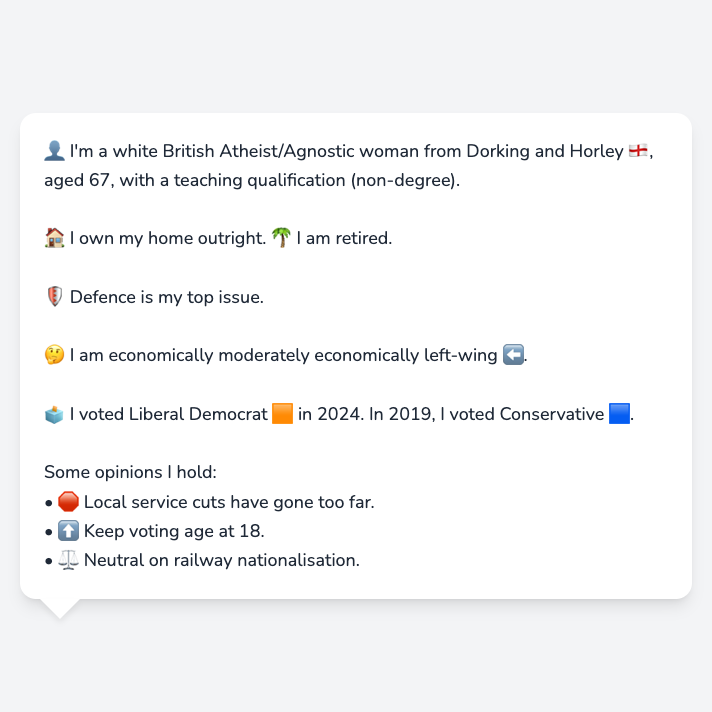 👤 I'm a white British Atheist/Agnostic woman from Dorking and Horley 🏴󠁧󠁢󠁥󠁮󠁧󠁿,
aged 67, with a teaching qualification (non-degree).
🏠 I own my home outright. 🌴 I am retired.
🛡️ Defence is my top issue.
🤔 I am economically moderately economically left-wing ⬅️.
🗳️ I voted Liberal Democrat 🟧 in 2024. In 2019, I voted Conservative 🟦.
Some opinions I hold:
• 🛑 Local service cuts have gone too far.
• ⬆️ Keep voting age at 18.
• ⚖️ Neutral on railway nationalisation.